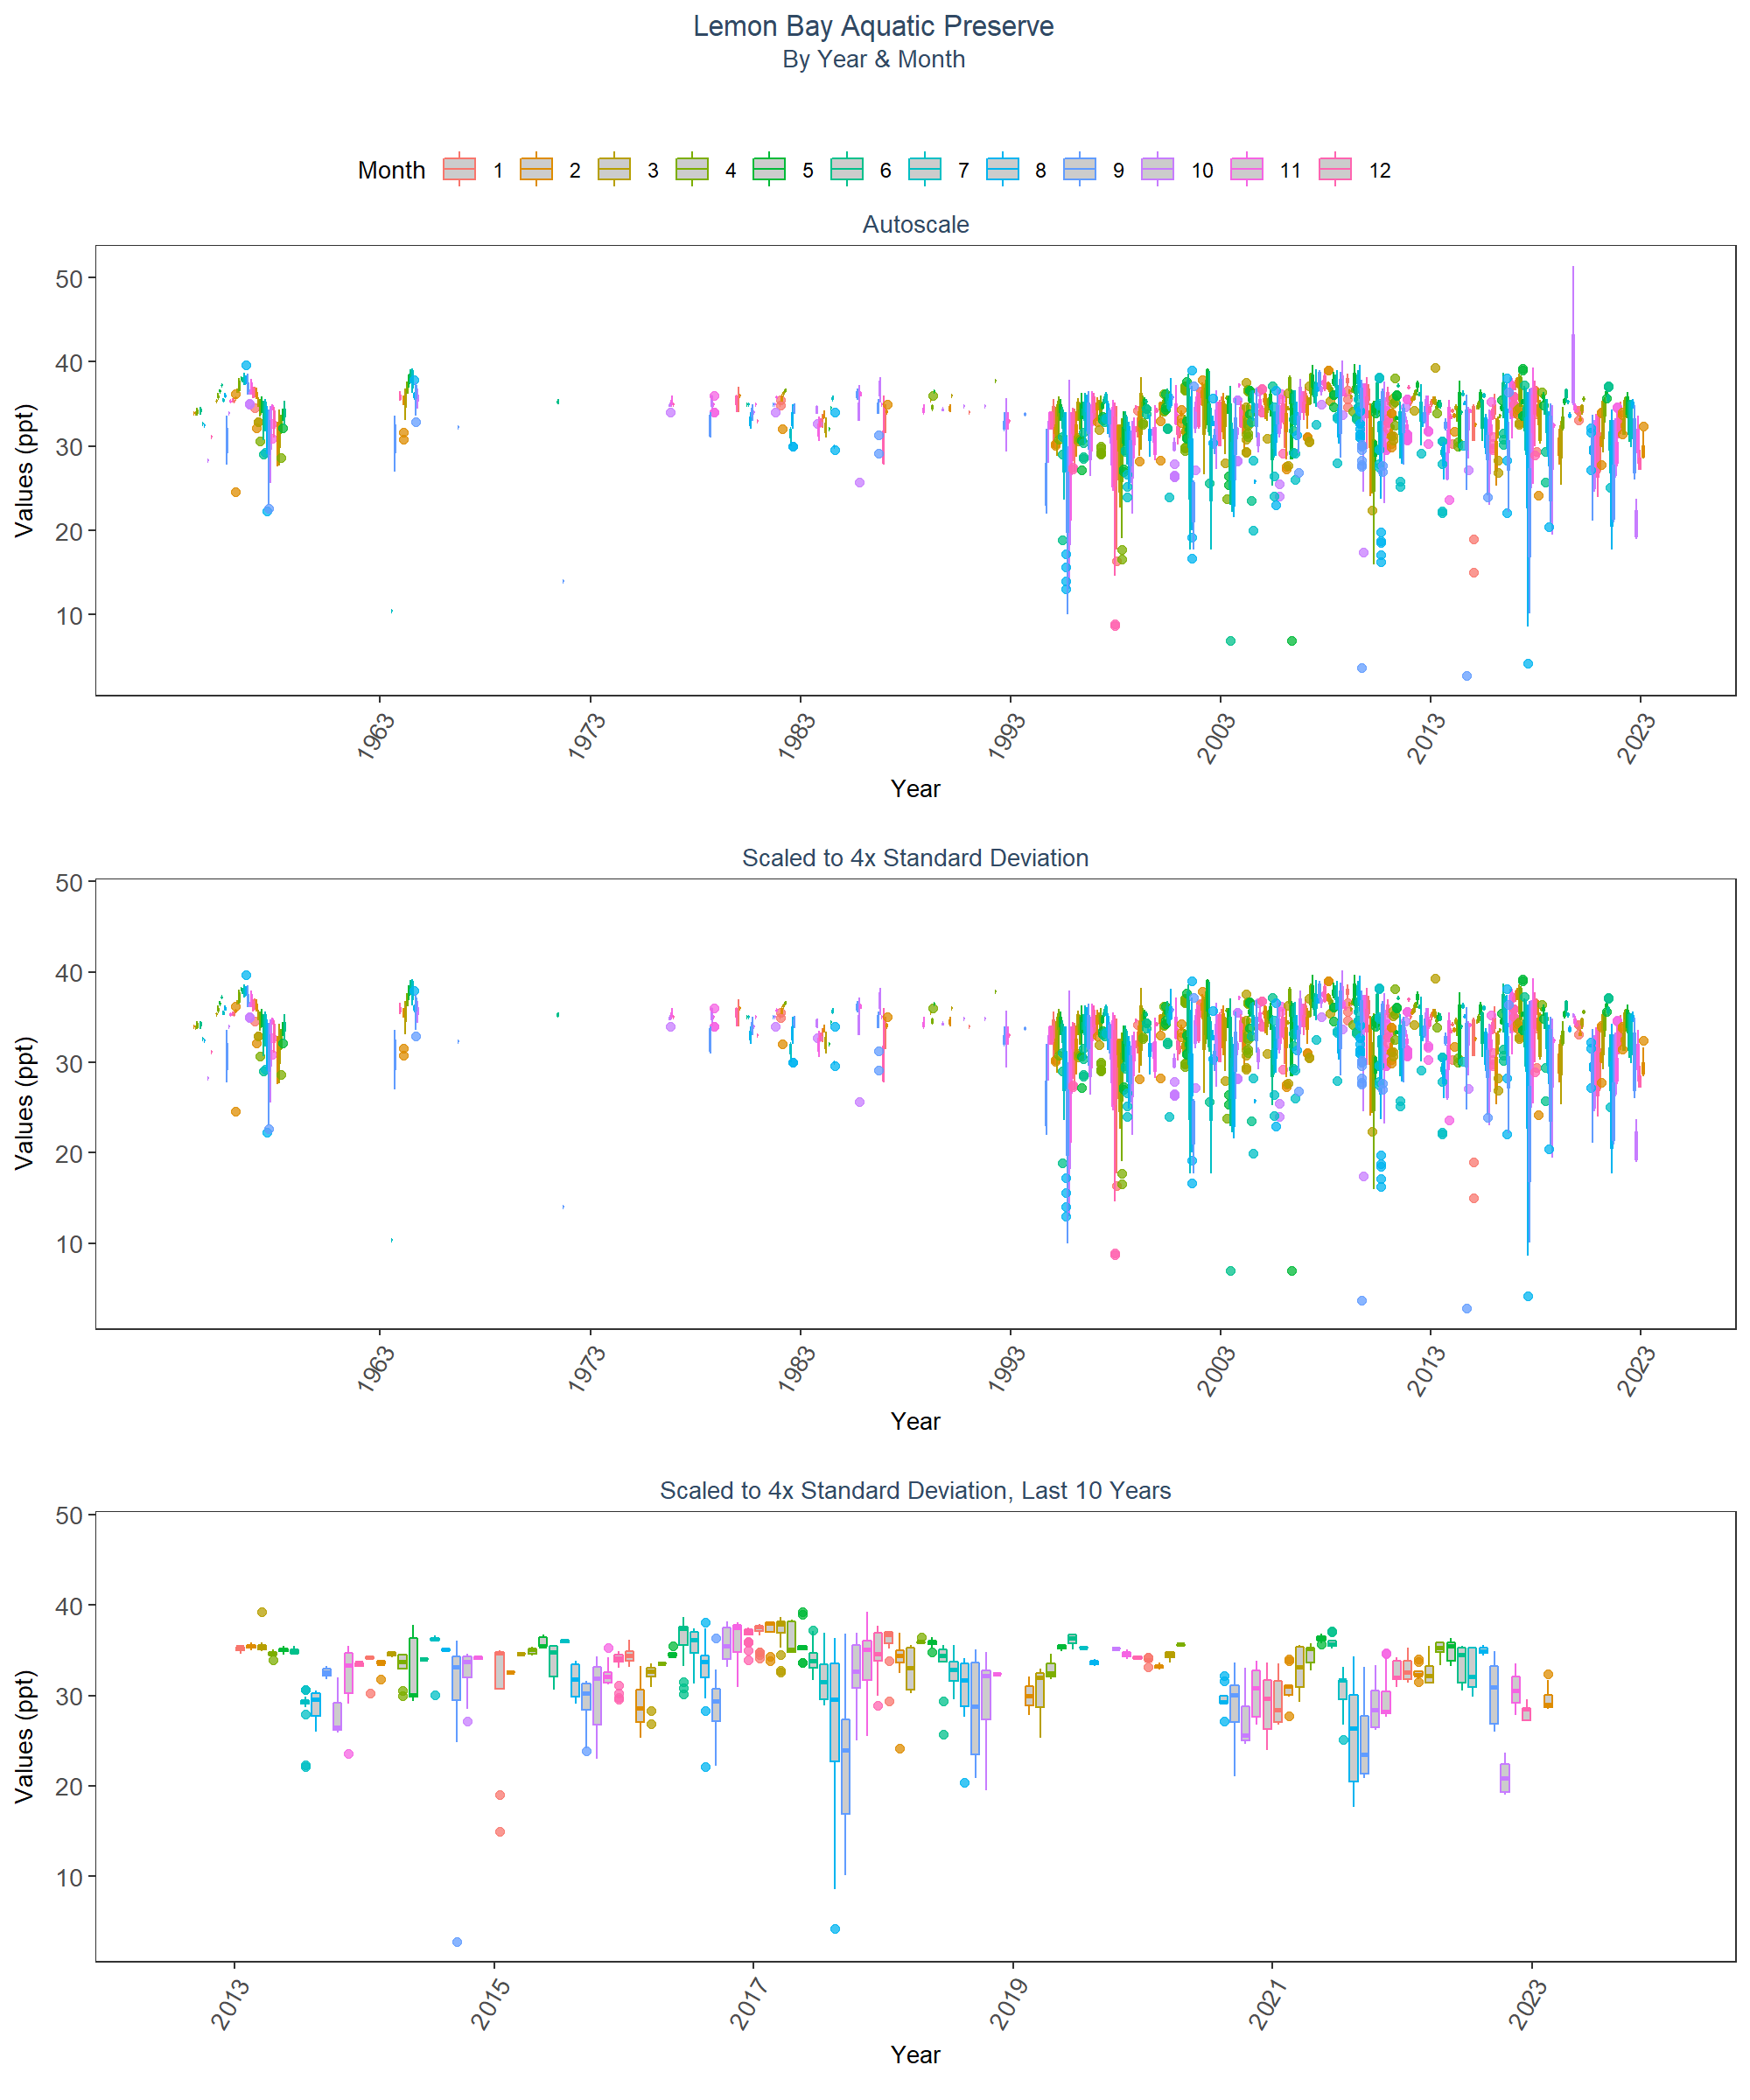 Lemon Bay Aquatic Preserve
By Year & Month
Month 1 2 3 4 5 6 7 8 9 10 11 12
Autoscale
50
40
30
20
10
Values (ppt)
1963 1973 1983 1993 2003 2013 2023
Year
Scaled to 4x Standard Deviation
50
40
30
20
10
Values (ppt)
1963 1973 1983 1993 2003 2013 2023
Year
Scaled to 4x Standard Deviation, Last 10 Years
50
40
30
20
10
Values (ppt)
2013 2015 2017 2019 2021 2023
Year